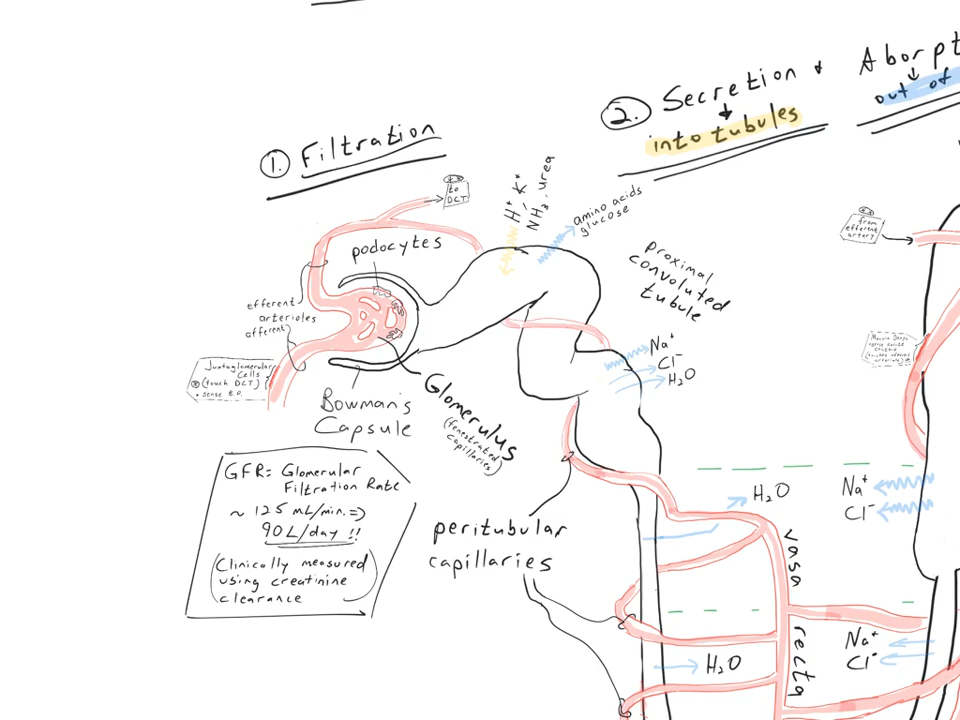 1. Filtration
2. Secretion +
into tubules
Aborpt
out of
to
DCT
H⁺ K⁺
NH₃, urea
amino acids
glucose
podocytes
proximal
convoluted
tubule
from
efferent
artery
efferent
arterioles
afferent
Juxtaglomerular
Cells
(touch DCT)
• sense B.P.
Bowman's
Capsule
Glomerulus
(fenestrated
capillaries)
Na⁺
Cl⁻
H₂O
GFR = Glomerular
Filtration Rate
~ 125 mL/min. ⇒
90L/day !!
(Clinically measured
using creatinine
clearance)
peritubular
capillaries
H₂O
Na⁺
Cl⁻
vasa
recta
H₂O
Na⁺
Cl⁻